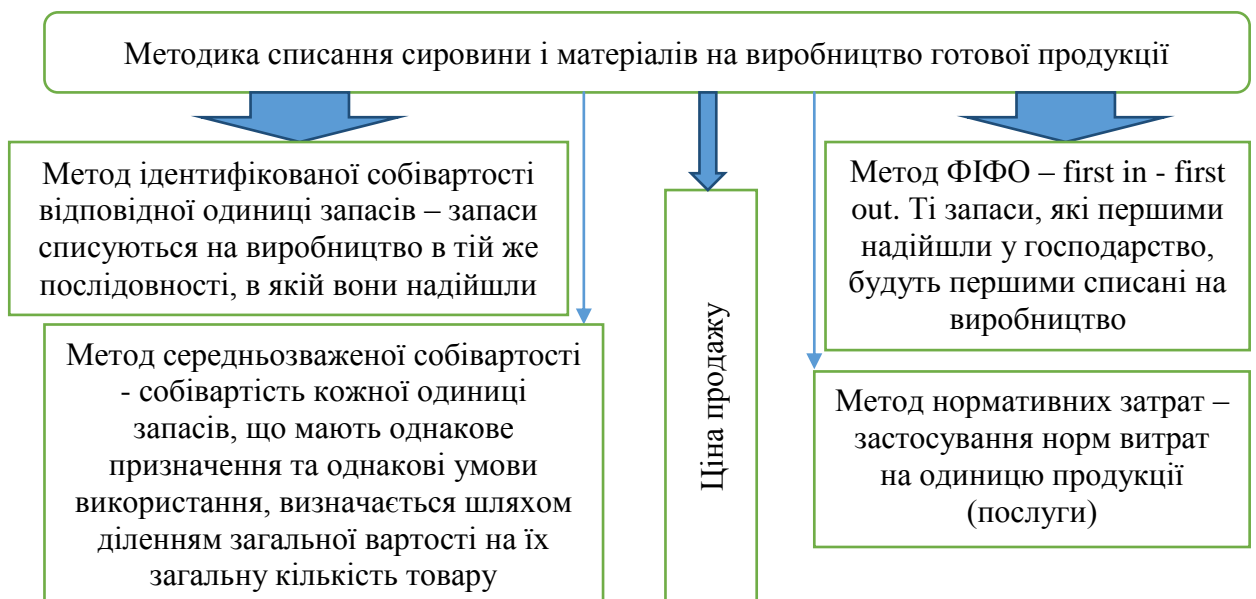 Методика списання сировини і матеріалів на виробництво готової продукції
Метод ідентифікованої собівартості
відповідної одиниці запасів – запаси
списуються на виробництво в тій же
послідовності, в якій вони надійшли
Метод середньозваженої собівартості
- собівартість кожної одиниці
запасів, що мають однакове
призначення та однакові умови
використання, визначається шляхом
діленням загальної вартості на їх
загальну кількість товару
Ціна продажу
Метод ФІФО – first in - first
out. Ті запаси, які першими
надійшли у господарство,
будуть першими списані на
виробництво
Метод нормативних затрат –
застосування норм витрат
на одиницю продукції
(послуги)